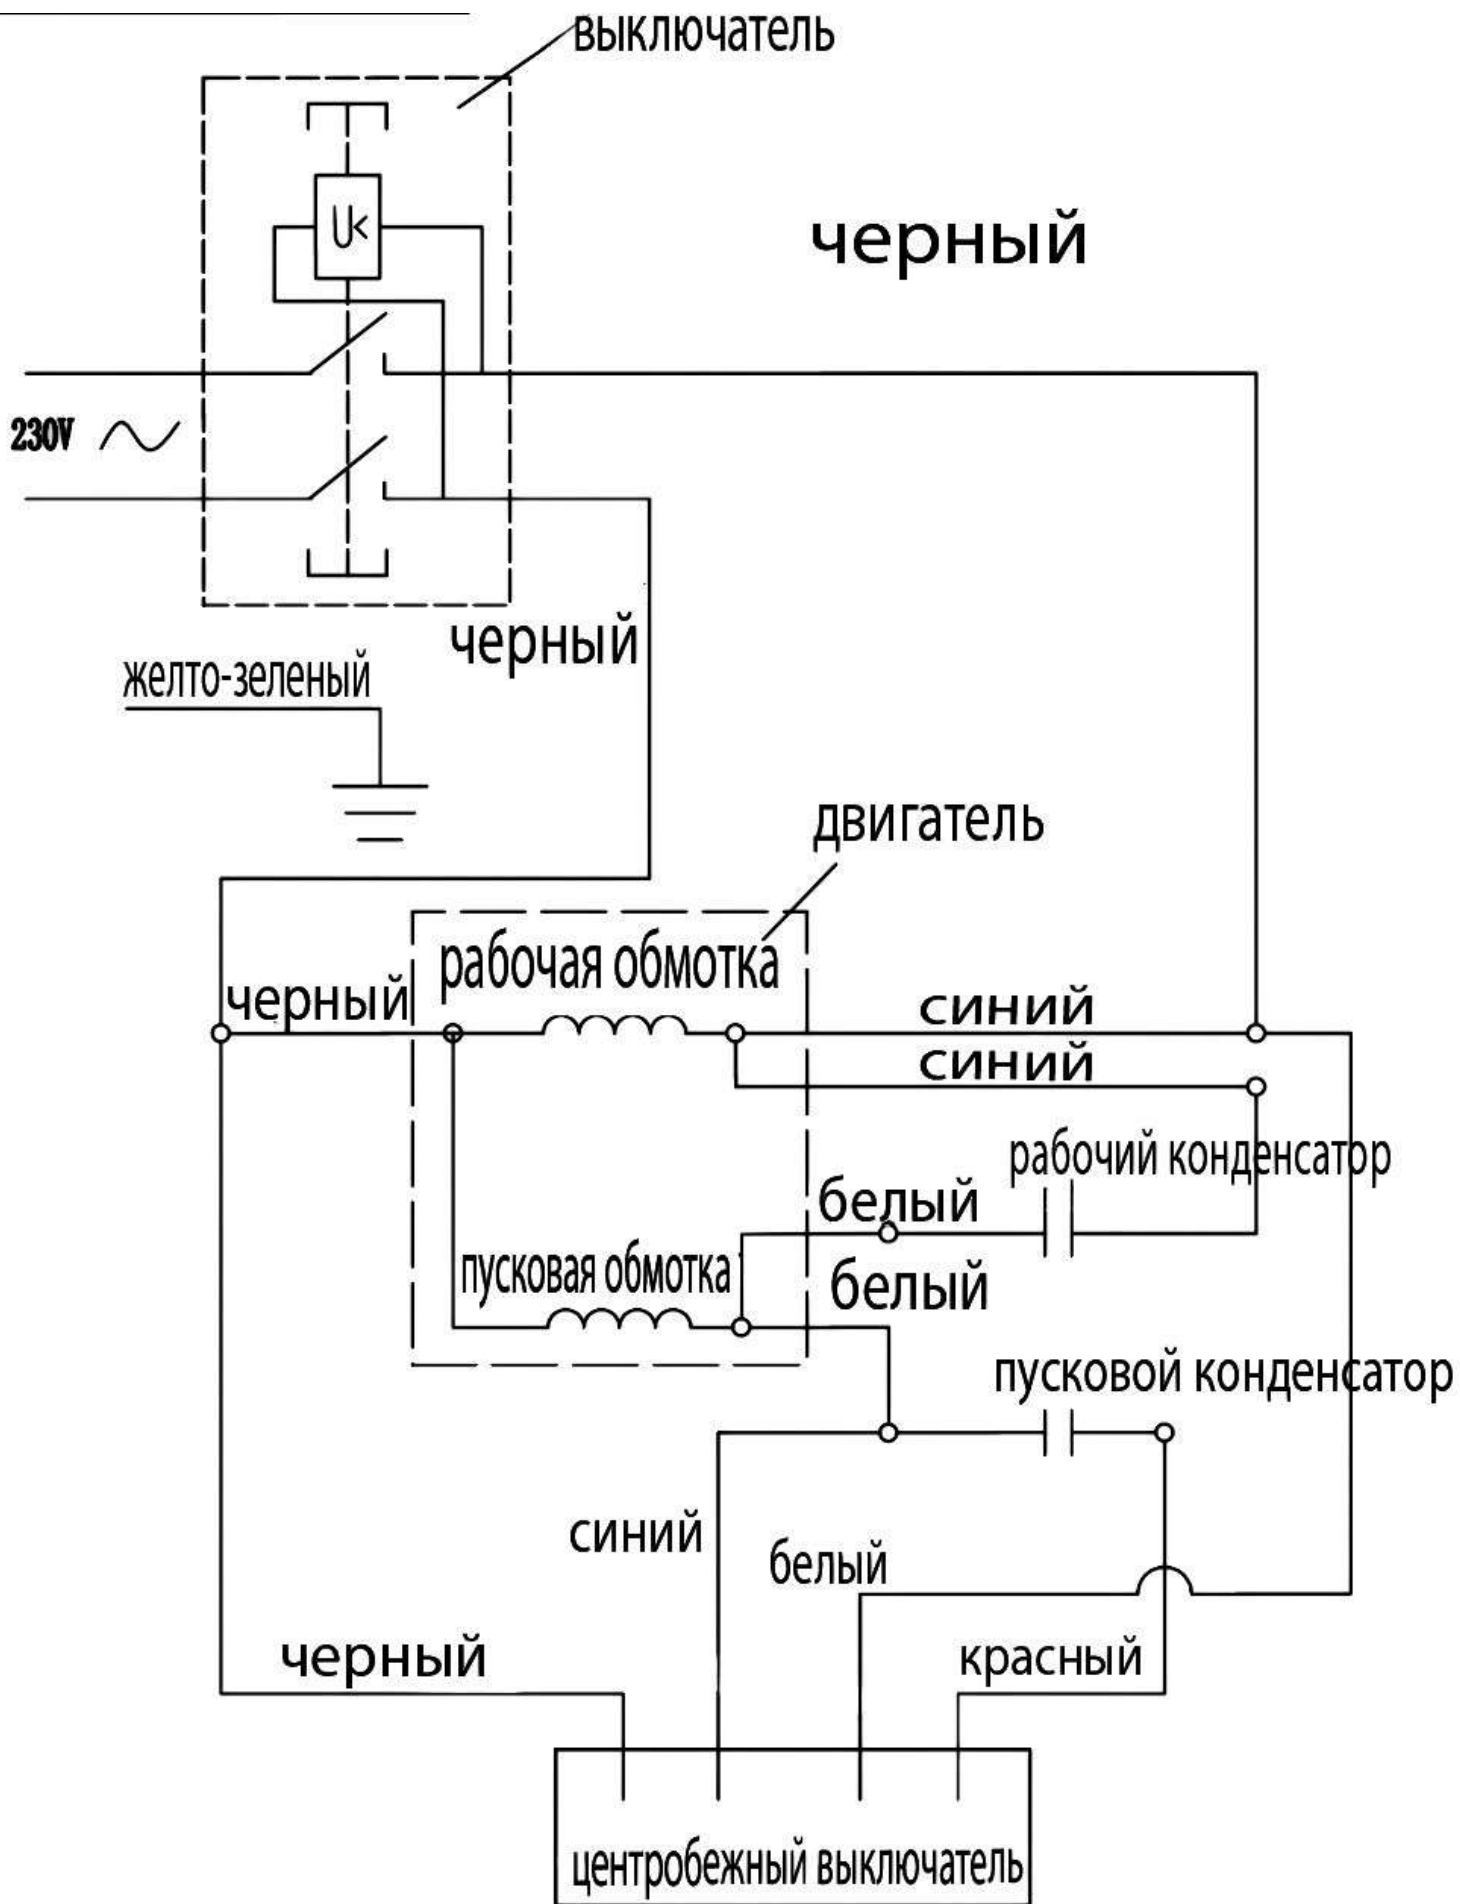 выключатель
U<
черный
230V
черный
желто-зеленый
двигатель
рабочая обмотка
черный
синий
синий
рабочий конденсатор
белый
пусковая обмотка
белый
пусковой конденсатор
синий
белый
черный
красный
центробежный выключатель